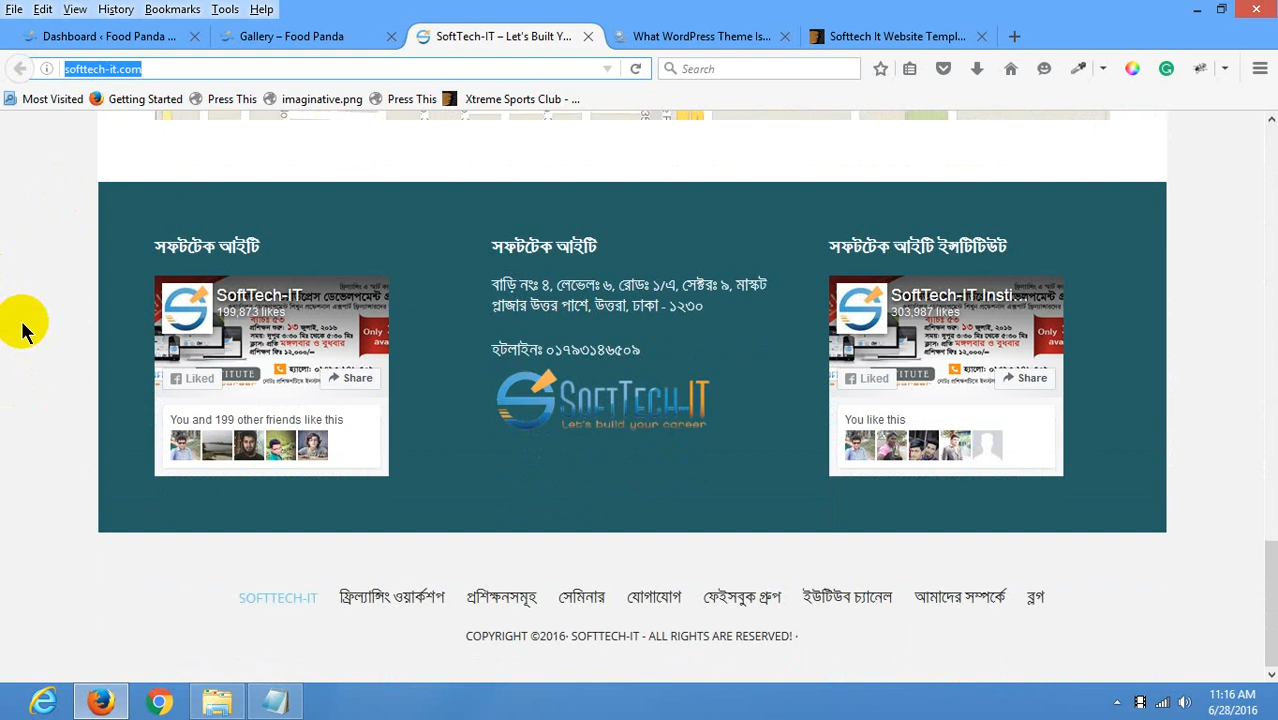 File Edit View History Bookmarks Tools Help
Dashboard ‹ Food Panda ...
Gallery – Food Panda
SoftTech-IT – Let's Built Y...
What WordPress Theme Is...
Softtech It Website Templ...
softtech-it.com
Search
Most Visited Getting Started Press This imaginative.png Press This Xtreme Sports Club - ...
সফটটেক আইটি
SoftTech-IT
199,873 likes
Liked
Share
You and 199 other friends like this
সফটটেক আইটি
বাড়ি নং৪ ৪, লেভেলঃ ৬, রোডঃ ১/এ, সেক্টরঃ ৯, মাস্কট
প্লাজার উত্তর পাশে, উত্তরা, ঢাকা - ১২৩০
হটলাইনঃ ০১৭৯৩১৪৬৫০৯
SOFTTECH-IT
Let's build your career
সফটটেক আইটি ইন্সটিটিউট
SoftTech-IT Insti...
303,987 likes
Liked
Share
You like this
SOFTTECH-IT ফ্রিল্যান্সিং ওয়ার্কশপ প্রশিক্ষনসমূহ সেমিনার যোগাযোগ ফেইসবুক গ্রুপ ইউটিউব চ্যানেল আমাদের সম্পর্কে ব্লগ
COPYRIGHT ©2016· SOFTTECH-IT - ALL RIGHTS ARE RESERVED! ·
11:16 AM
6/28/2016